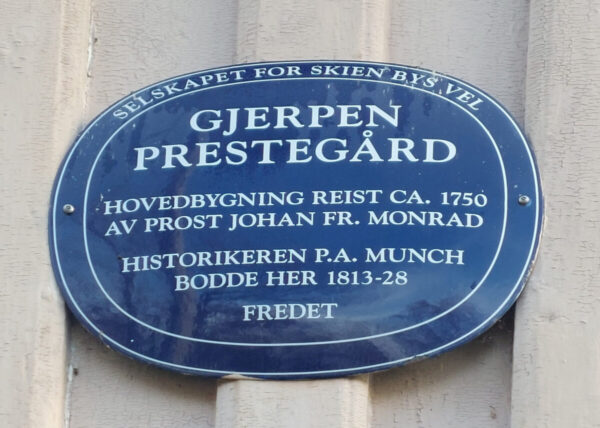 SELSKAPET FOR SKIEN BYS VEL
GJERPEN
PRESTEGÅRD
HOVEDBYGNING REIST CA. 1750
AV PROST JOHAN FR. MONRAD
HISTORIKEREN P.A. MUNCH
BODDE HER 1813-28
FREDET